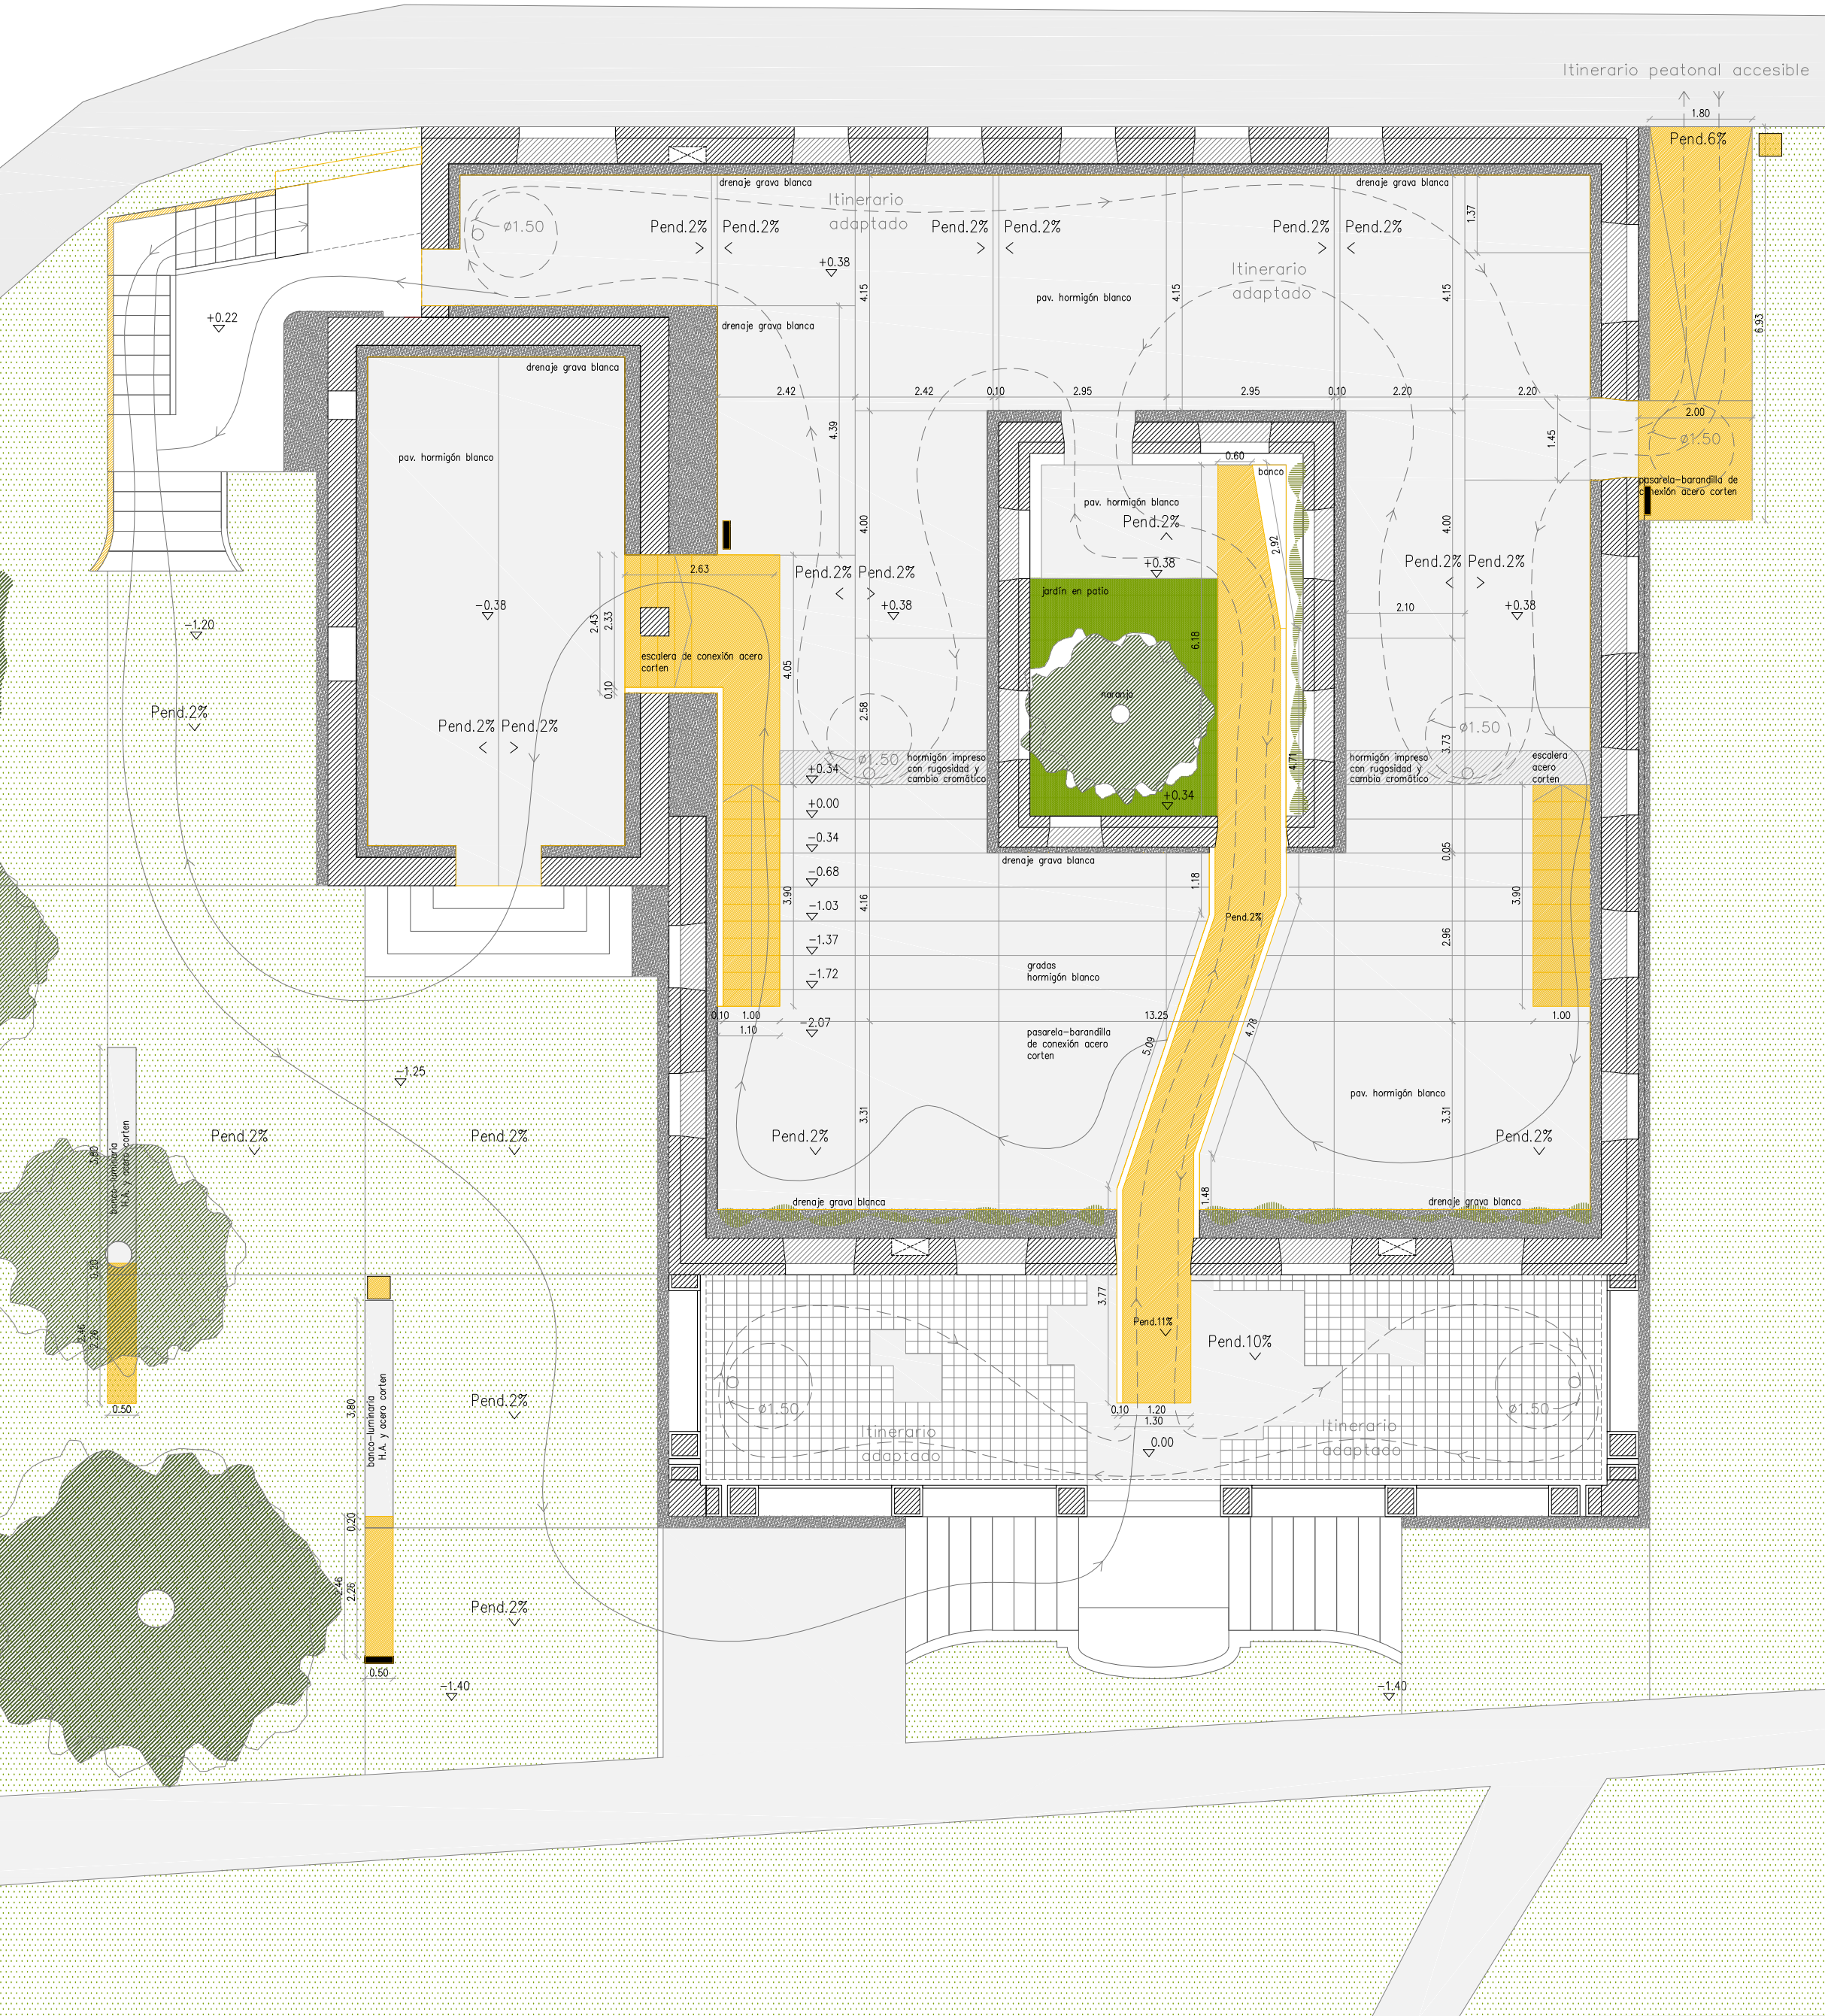 Itinerario peatonal accesible
1.80
Pend.6%
drenaje grava blanca
drenaje grava blanca
Itinerario
adaptado
ø1.50
Pend.2%
Pend.2%
Pend.2%
Pend.2%
Pend.2%
Pend.2%
1.37
+0.38
Itinerario
adaptado
4.15
4.15
4.15
pav. hormigón blanco
+0.22
drenaje grava blanca
6.93
drenaje grava blanca
2.42
2.42
0.10
2.95
2.95
0.10
2.20
2.20
2.00
4.39
1.45
ø1.50
pav. hormigón blanco
0.60
banco
pasarela-barandilla de
conexión acero corten
pav. hormigón blanco
Pend.2%
4.00
4.00
2.92
2.63
Pend.2%
Pend.2%
+0.38
Pend.2%
Pend.2%
-0.38
+0.38
jardín en patio
2.10
+0.38
-1.20
2.43
2.33
6.18
escalera de conexión acero
corten
4.05
0.10
naranjo
Pend.2%
2.58
Pend.2%
Pend.2%
ø1.50
3.73
ø1.50
hormigón impreso
con rugosidad y
cambio cromático
4.71
hormigón impreso
con rugosidad y
cambio cromático
escalera
acero
corten
+0.34
+0.34
+0.00
-0.34
drenaje grava blanca
0.05
-0.68
1.18
3.90
4.16
3.90
-1.03
Pend.2%
-1.37
2.96
gradas
hormigón blanco
-1.72
0.10
1.00
-2.07
13.25
1.00
1.10
pasarela-barandilla
de conexión acero
corten
5.09
4.78
-1.25
pav. hormigón blanco
3.31
3.31
Pend.2%
Pend.2%
Pend.2%
Pend.2%
3.80
banco-luminaria
H.A. y acero corten
drenaje grava blanca
1.48
drenaje grava blanca
0.20
3.77
2.46
2.26
Pend.11%
Pend.10%
0.50
3.80
banco-luminaria
H.A. y acero corten
Pend.2%
ø1.50
0.10
1.20
1.30
ø1.50
Itinerario
adaptado
0.00
Itinerario
adaptado
0.20
2.46
2.26
Pend.2%
0.50
-1.40
-1.40